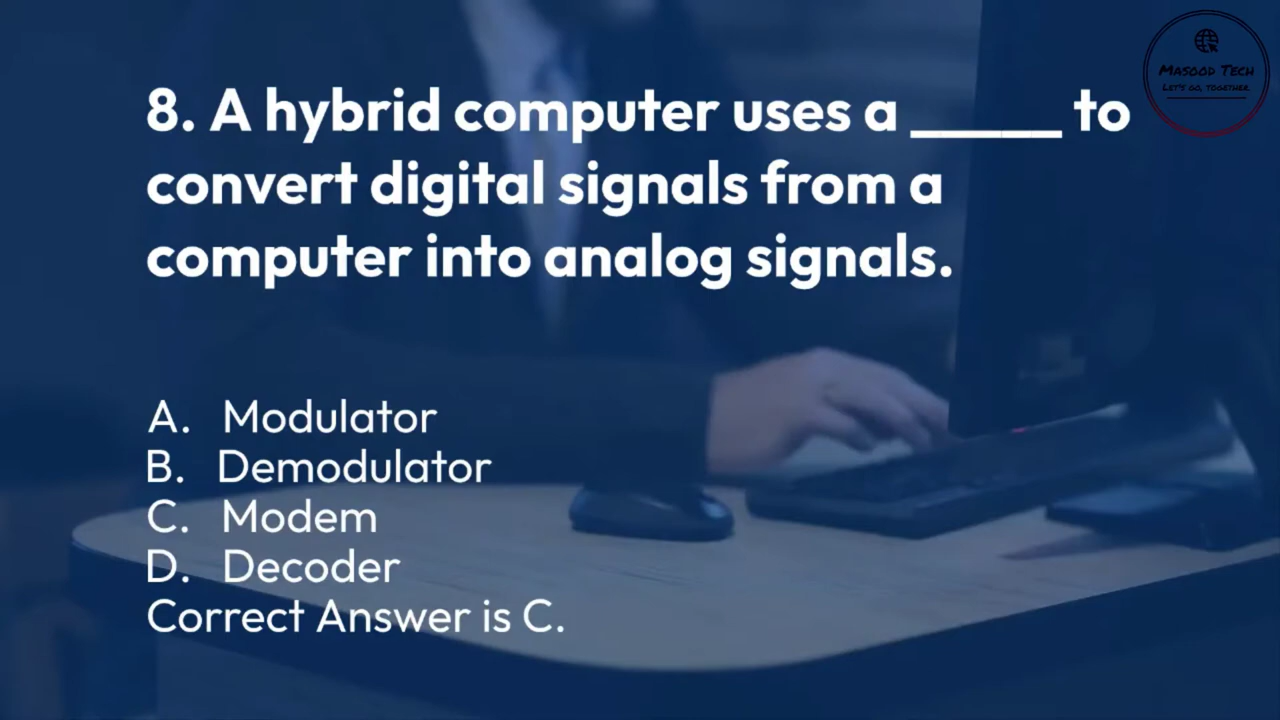 MASOOD TECH
LET'S GO, TOGETHER
8. A hybrid computer uses a _____ to
convert digital signals from a
computer into analog signals.
A. Modulator
B. Demodulator
C. Modem
D. Decoder
Correct Answer is C.